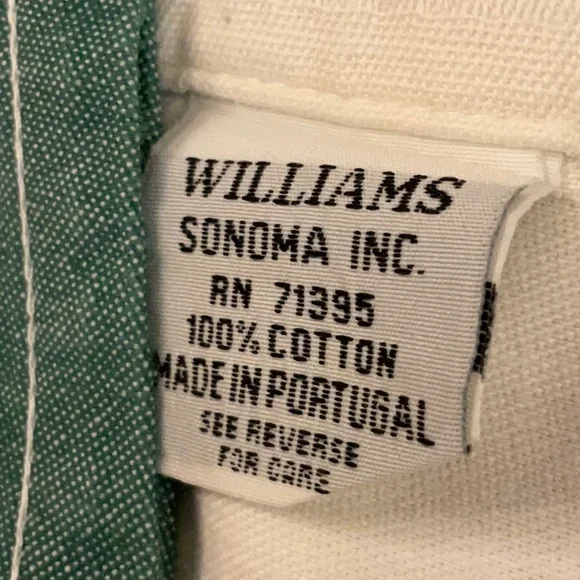 WILLIAMS
SONOMA INC.
RN 71395
100% COTTON
MADE IN PORTUGAL
SEE REVERSE
FOR CARE